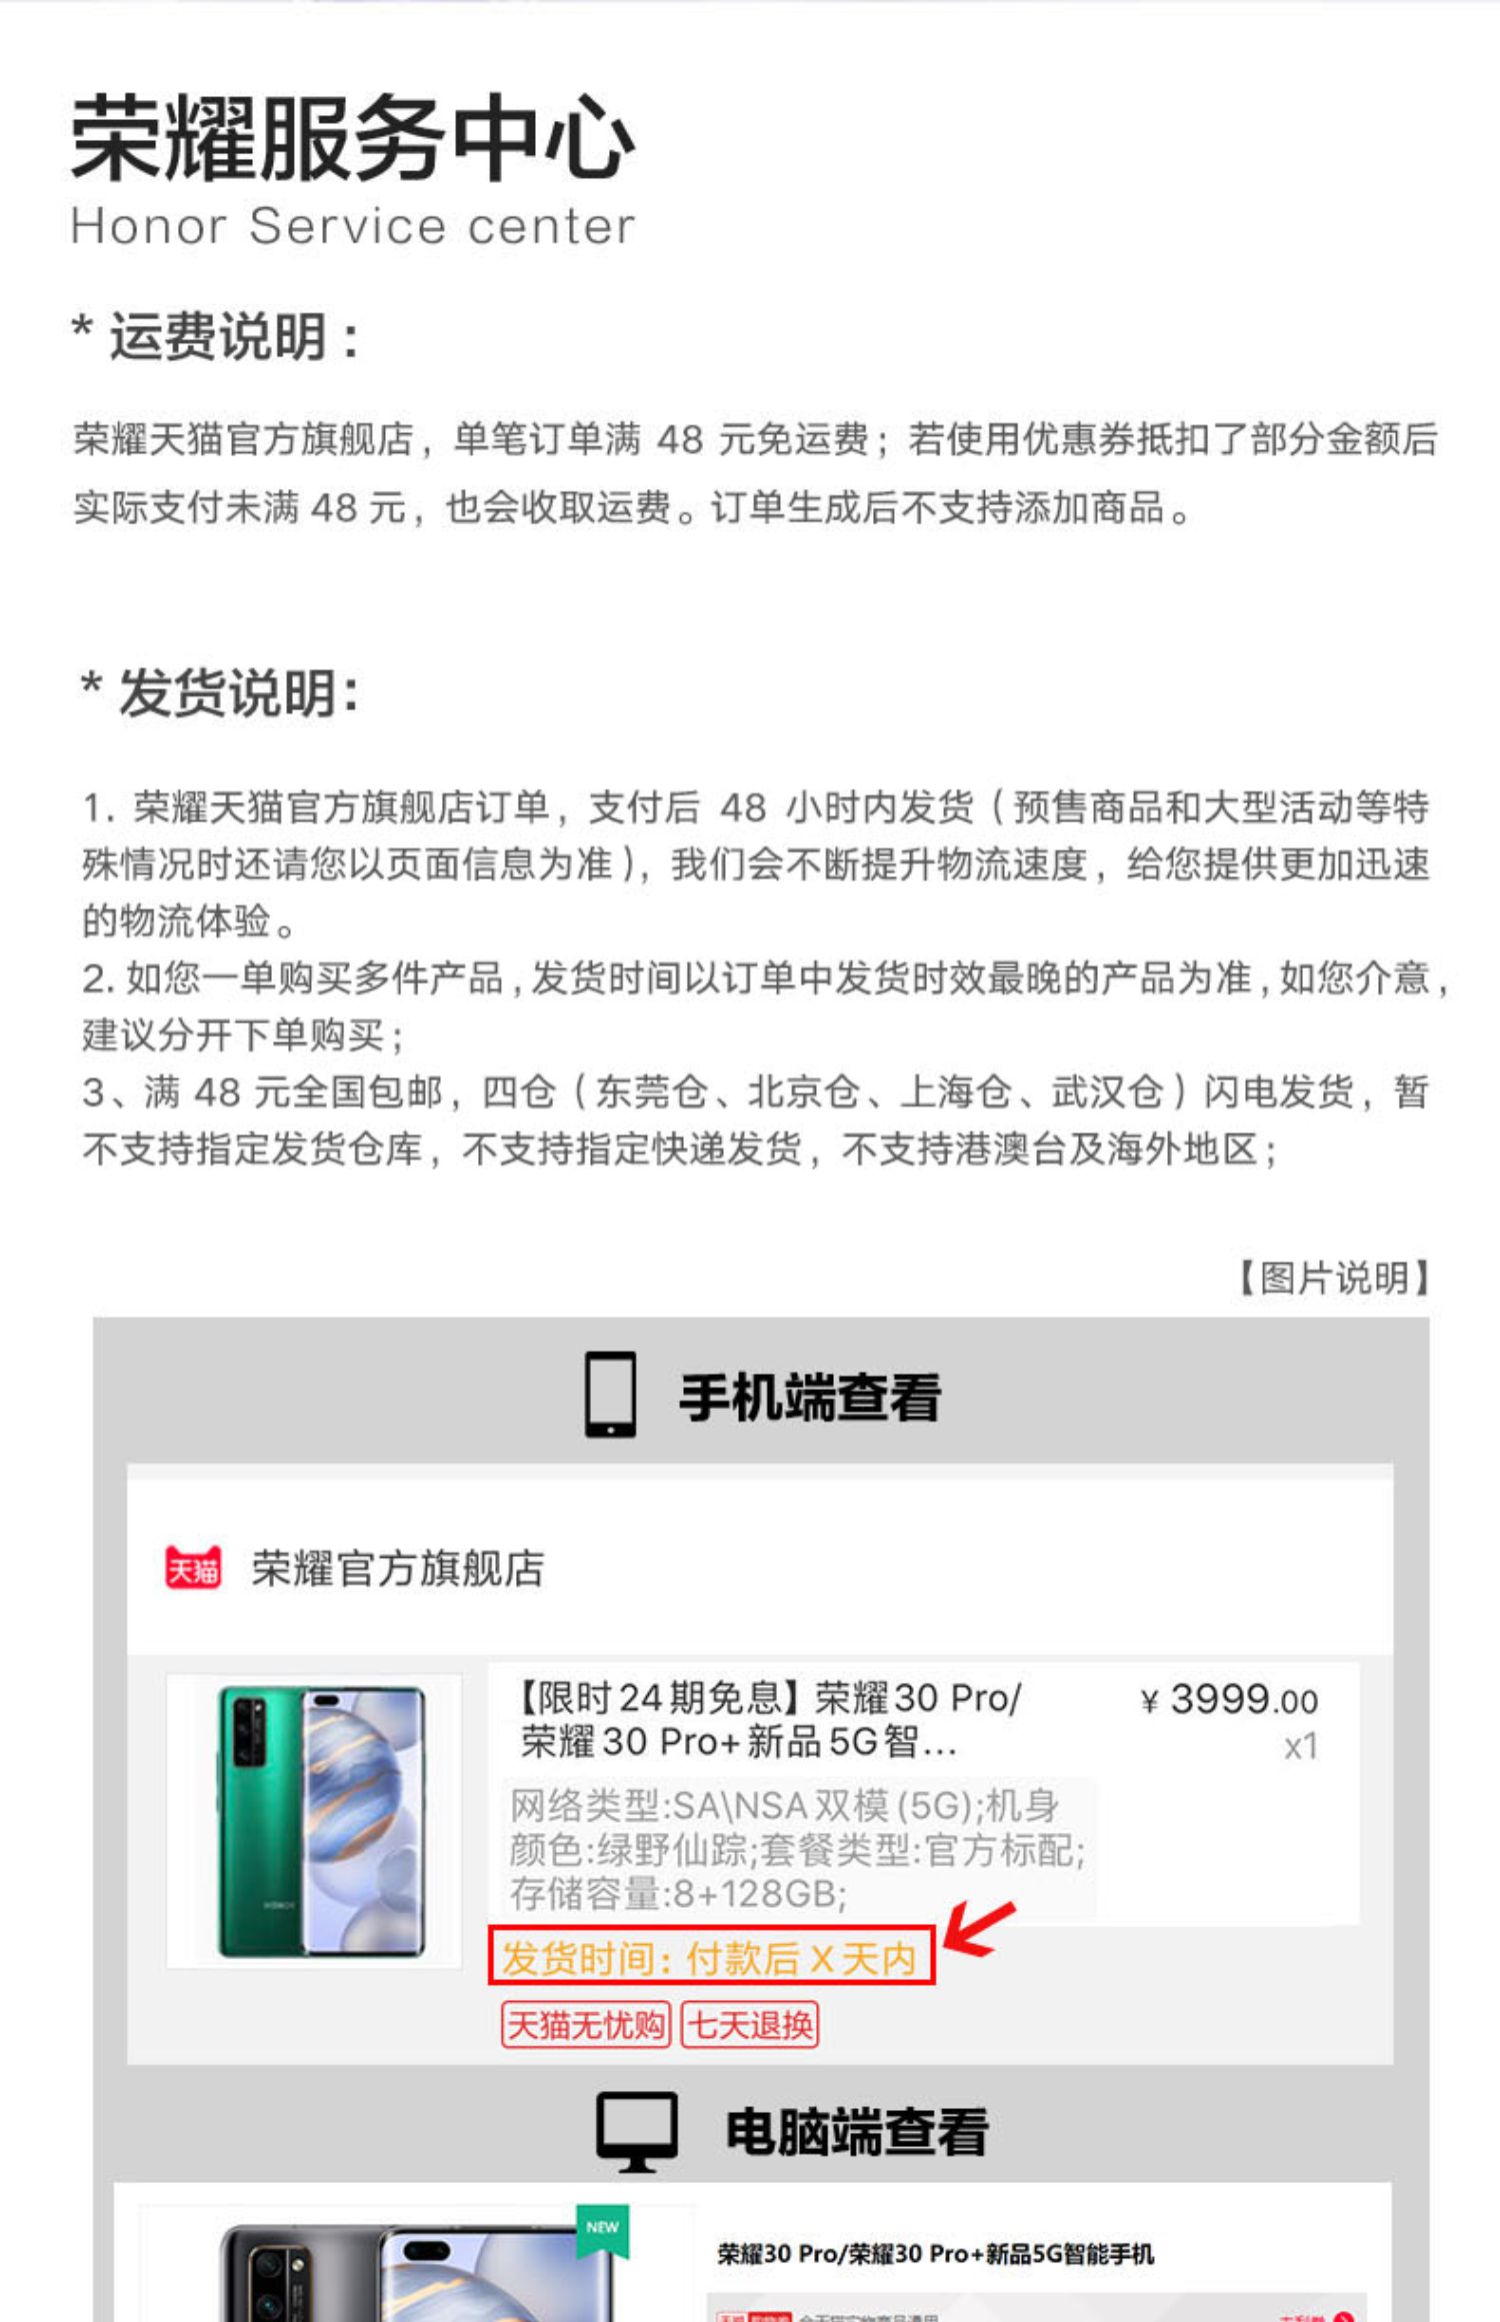 荣耀服务中心
Honor Service center
* 运费说明：
荣耀天猫官方旗舰店，单笔订单满 48 元免运费；若使用优惠券抵扣了部分金额后
实际支付未满 48 元，也会收取运费。订单生成后不支持添加商品。
* 发货说明：
1. 荣耀天猫官方旗舰店订单，支付后 48 小时内发货（预售商品和大型活动等特
殊情况时还请您以页面信息为准），我们会不断提升物流速度，给您提供更加迅速
的物流体验。
2. 如您一单购买多件产品，发货时间以订单中发货时效最晚的产品为准，如您介意，
建议分开下单购买；
3、满 48 元全国包邮，四仓（东莞仓、北京仓、上海仓、武汉仓）闪电发货，暂
不支持指定发货仓库，不支持指定快递发货，不支持港澳台及海外地区；
【图片说明】
手机端查看
天猫 荣耀官方旗舰店
【限时24期免息】荣耀30 Pro/
荣耀30 Pro+新品5G智...
¥ 3999.00
x1
网络类型:SA\NSA双模(5G);机身
颜色:绿野仙踪;套餐类型:官方标配;
存储容量:8+128GB;
HONOR
发货时间：付款后 X 天内
天猫无忧购 七天退换
电脑端查看
NEW
荣耀30 Pro/荣耀30 Pro+新品5G智能手机